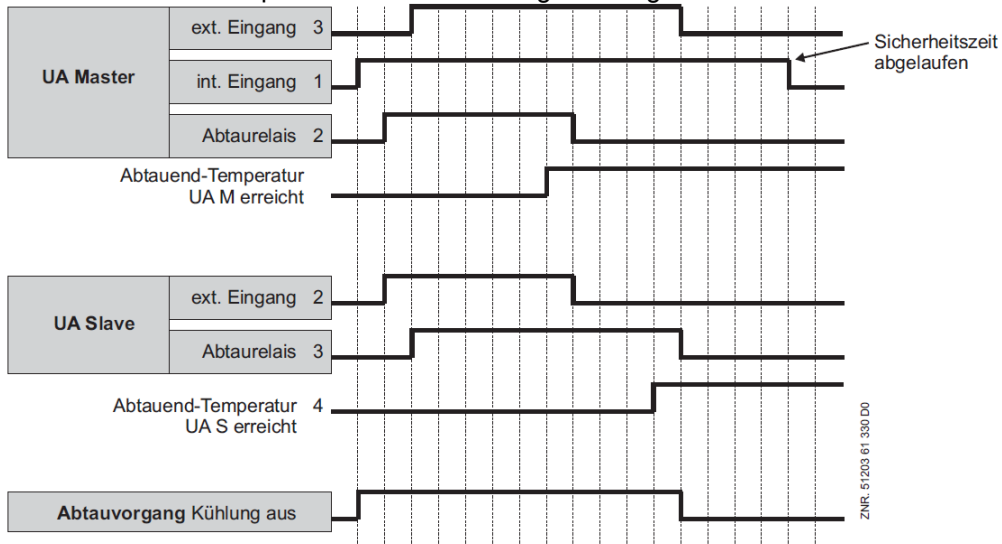 ext. Eingang 3
UA Master
int. Eingang 1
Abtaurelais 2
Sicherheitszeit
abgelaufen
Abtauend-Temperatur
UA M erreicht
ext. Eingang 2
UA Slave
Abtaurelais 3
Abtauend-Temperatur 4
UA S erreicht
Abtauvorgang Kühlung aus
ZNR. 51203 61 330 D0